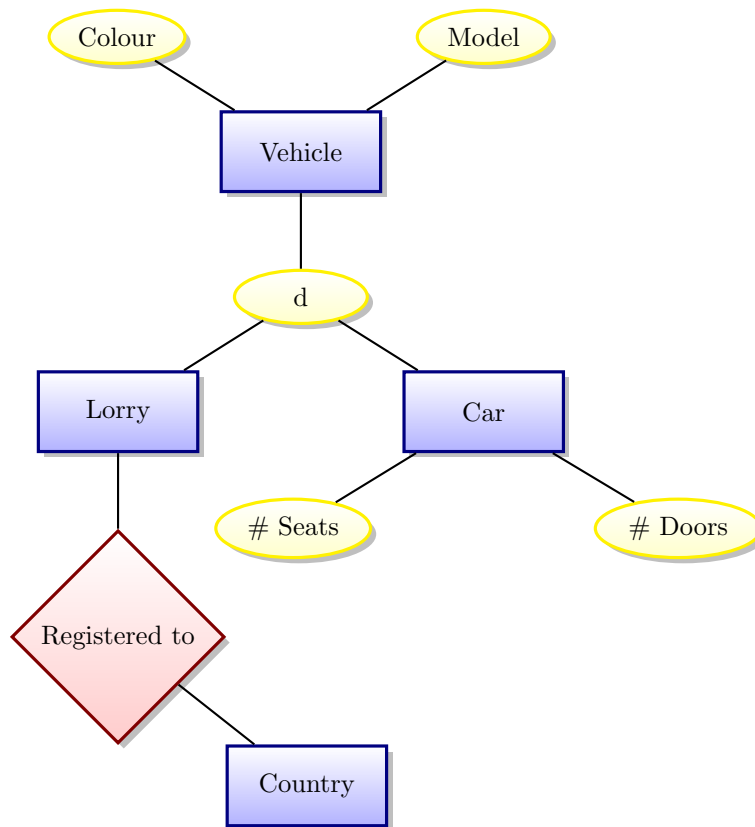 Colour
Model
Vehicle
d
Lorry
Car
# Seats
# Doors
Registered to
Country